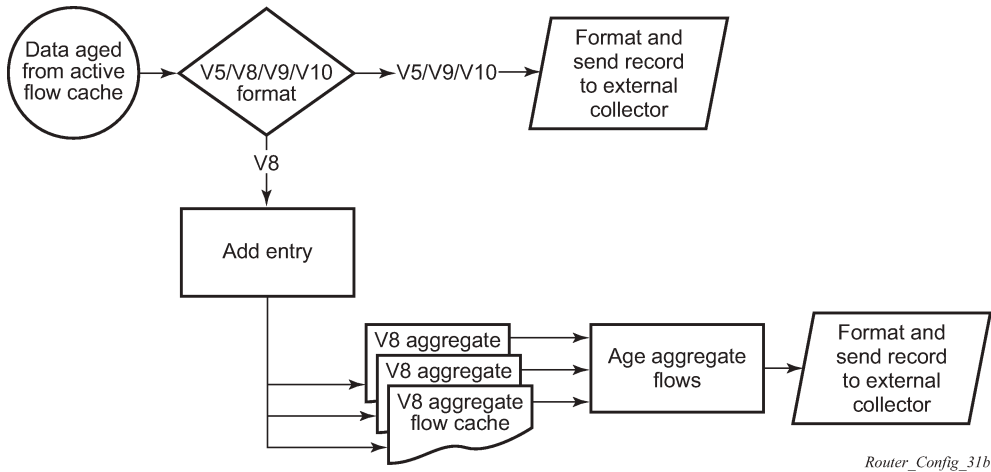 Data aged
from active
flow cache
V5/V8/V9/V10
format
V5/V9/V10
Format and
send record
to external
collector
V8
Add entry
V8 aggregate
V8 aggregate
V8 aggregate
flow cache
Age aggregate
flows
Format and
send record
to external
collector
Router_Config_31b